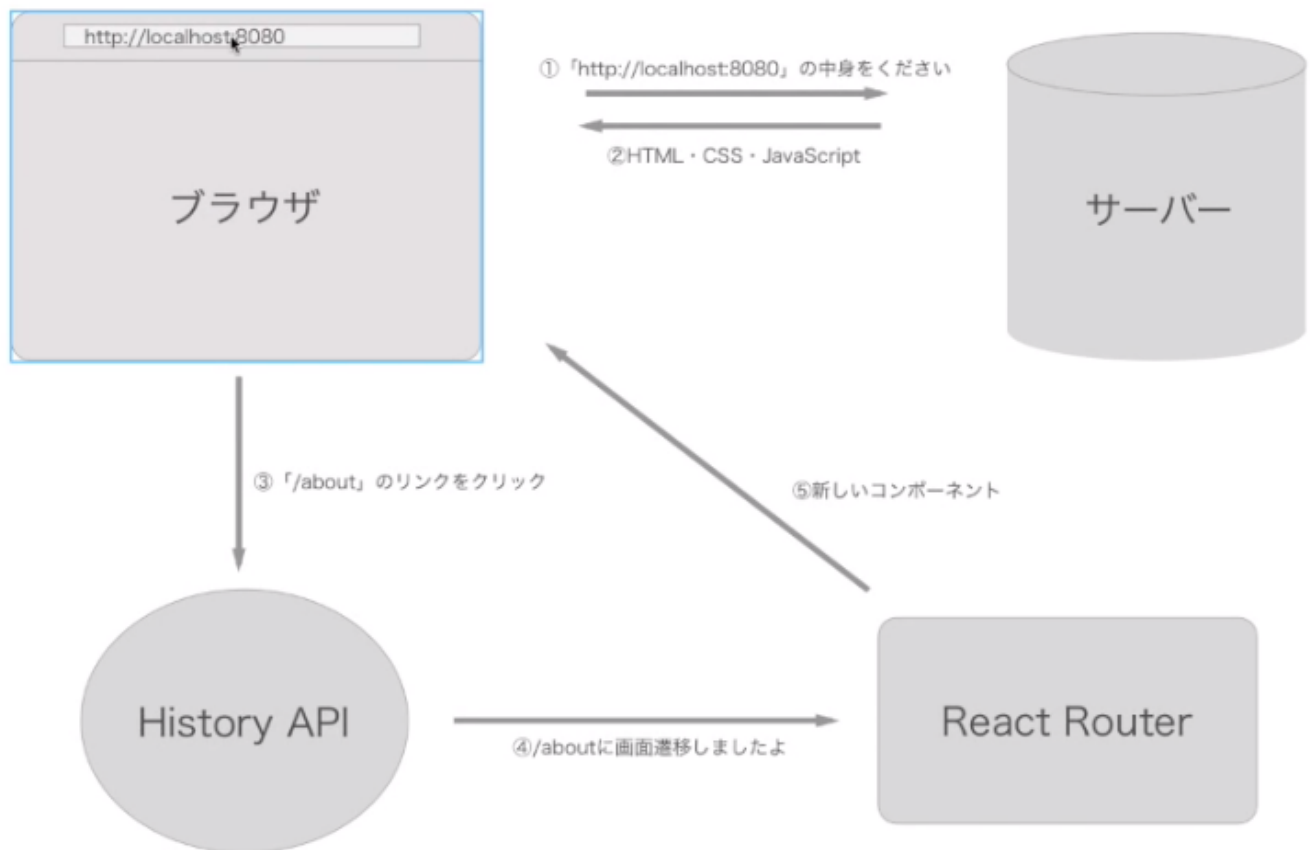 http://localhost:8080
①「http://localhost:8080」の中身をください
②HTML・CSS・JavaScript
ブラウザ
サーバー
③「/about」のリンクをクリック
⑤新しいコンポーネント
History API
React Router
④/aboutに画面遷移しましたよ